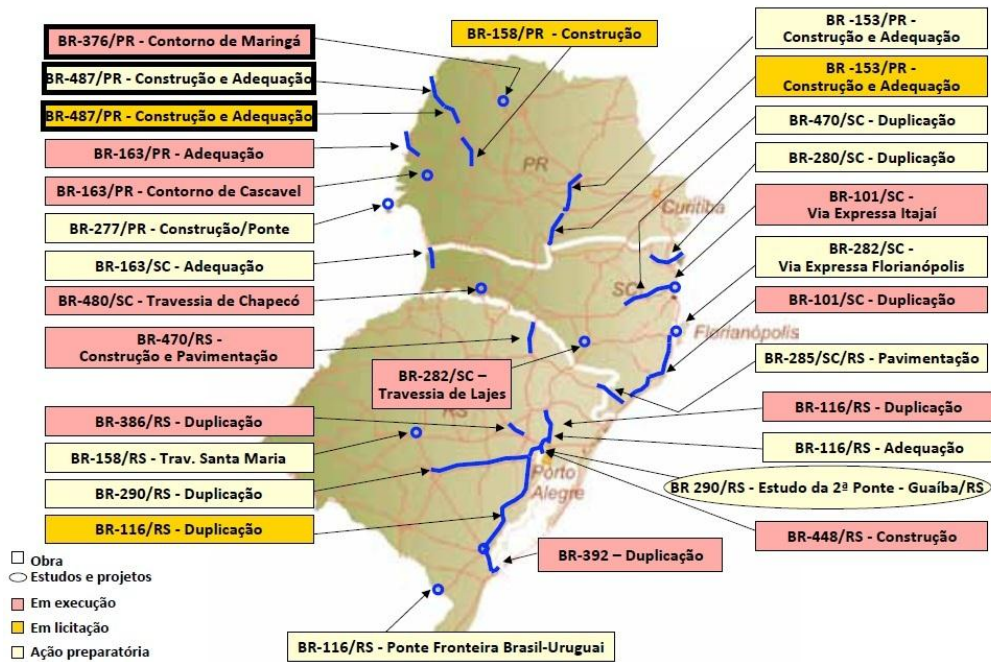 BR-376/PR - Contorno de Maringá
BR-487/PR - Construção e Adequação
BR-487/PR - Construção e Adequação
BR-163/PR - Adequação
BR-163/PR - Contorno de Cascavel
BR-277/PR - Construção/Ponte
BR-163/SC - Adequação
BR-480/SC - Travessia de Chapecó
BR-470/RS -
Construção e Pavimentação
BR-386/RS - Duplicação
BR-158/RS - Trav. Santa Maria
BR-290/RS - Duplicação
BR-116/RS - Duplicação
BR-158/PR - Construção
BR -153/PR -
Construção e Adequação
BR -153/PR -
Construção e Adequação
BR-470/SC - Duplicação
BR-280/SC - Duplicação
BR-101/SC -
Via Expressa Itajaí
BR-282/SC -
Via Expressa Florianópolis
BR-101/SC - Duplicação
BR-285/SC/RS - Pavimentação
BR-116/RS - Duplicação
BR-116/RS - Adequação
BR 290/RS - Estudo da 2ª Ponte - Guaíba/RS
BR-448/RS - Construção
BR-282/SC –
Travessia de Lajes
BR-392 – Duplicação
BR-116/RS - Ponte Fronteira Brasil-Uruguai
PR
Curitiba
SC
Florianópolis
RS
Porto
Alegre
Obra
Estudos e projetos
Em execução
Em licitação
Ação preparatória